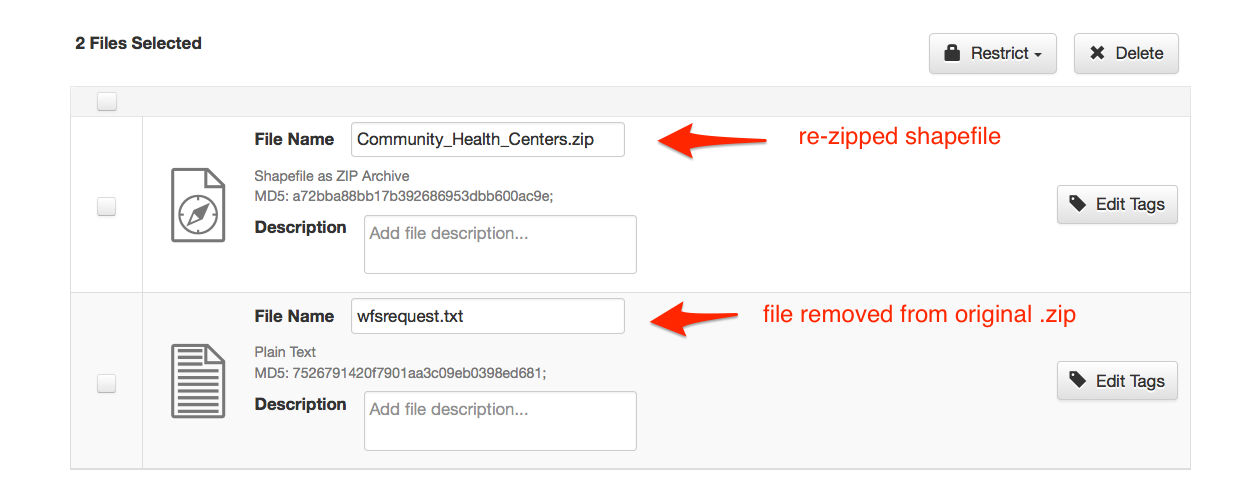 2 Files Selected
Restrict
Delete
File Name Community_Health_Centers.zip
re-zipped shapefile
Shapefile as ZIP Archive
MD5: a72bba88bb17b392686953dbb600ac9e;
Edit Tags
Description Add file description...
File Name wfsrequest.txt
file removed from original .zip
Plain Text
MD5: 7526791420f7901aa3c09eb0398ed681;
Edit Tags
Description Add file description...